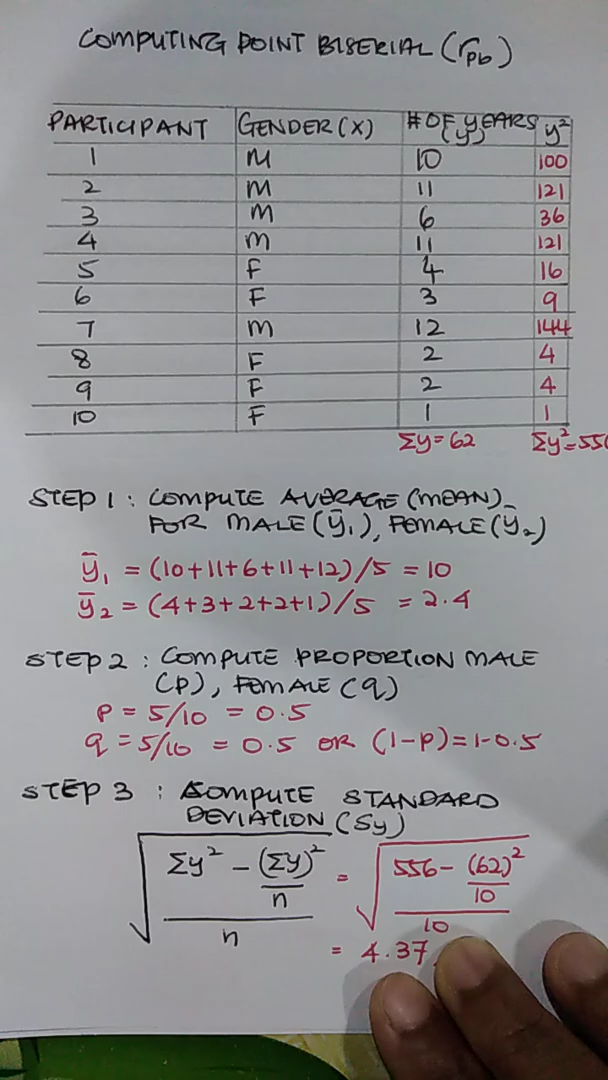 COMPUTING POINT BISERIAL (rpb)
PARTICIPANT GENDER (X) # OF YEARS (y) y²
1 M 10 100
2 M 11 121
3 M 6 36
4 M 11 121
5 F 4 16
6 F 3 9
7 M 12 144
8 F 2 4
9 F 2 4
10 F 1 1
Σy = 62 Σy² = 556
STEP 1 : COMPUTE AVERAGE (MEAN)
FOR MALE (ȳ₁), FEMALE (ȳ₂)
ȳ₁ = (10+11+6+11+12)/5 = 10
ȳ₂ = (4+3+2+2+1)/5 = 2.4
STEP 2 : COMPUTE PROPORTION MALE
(P), FEMALE (q)
P = 5/10 = 0.5
q = 5/10 = 0.5 OR (1-P) = 1-0.5
STEP 3 : COMPUTE STANDARD
DEVIATION (Sy)
√((Σy² - (Σy)²/n)/n) = √((556 - (62)²/10)/10)
= 4.37